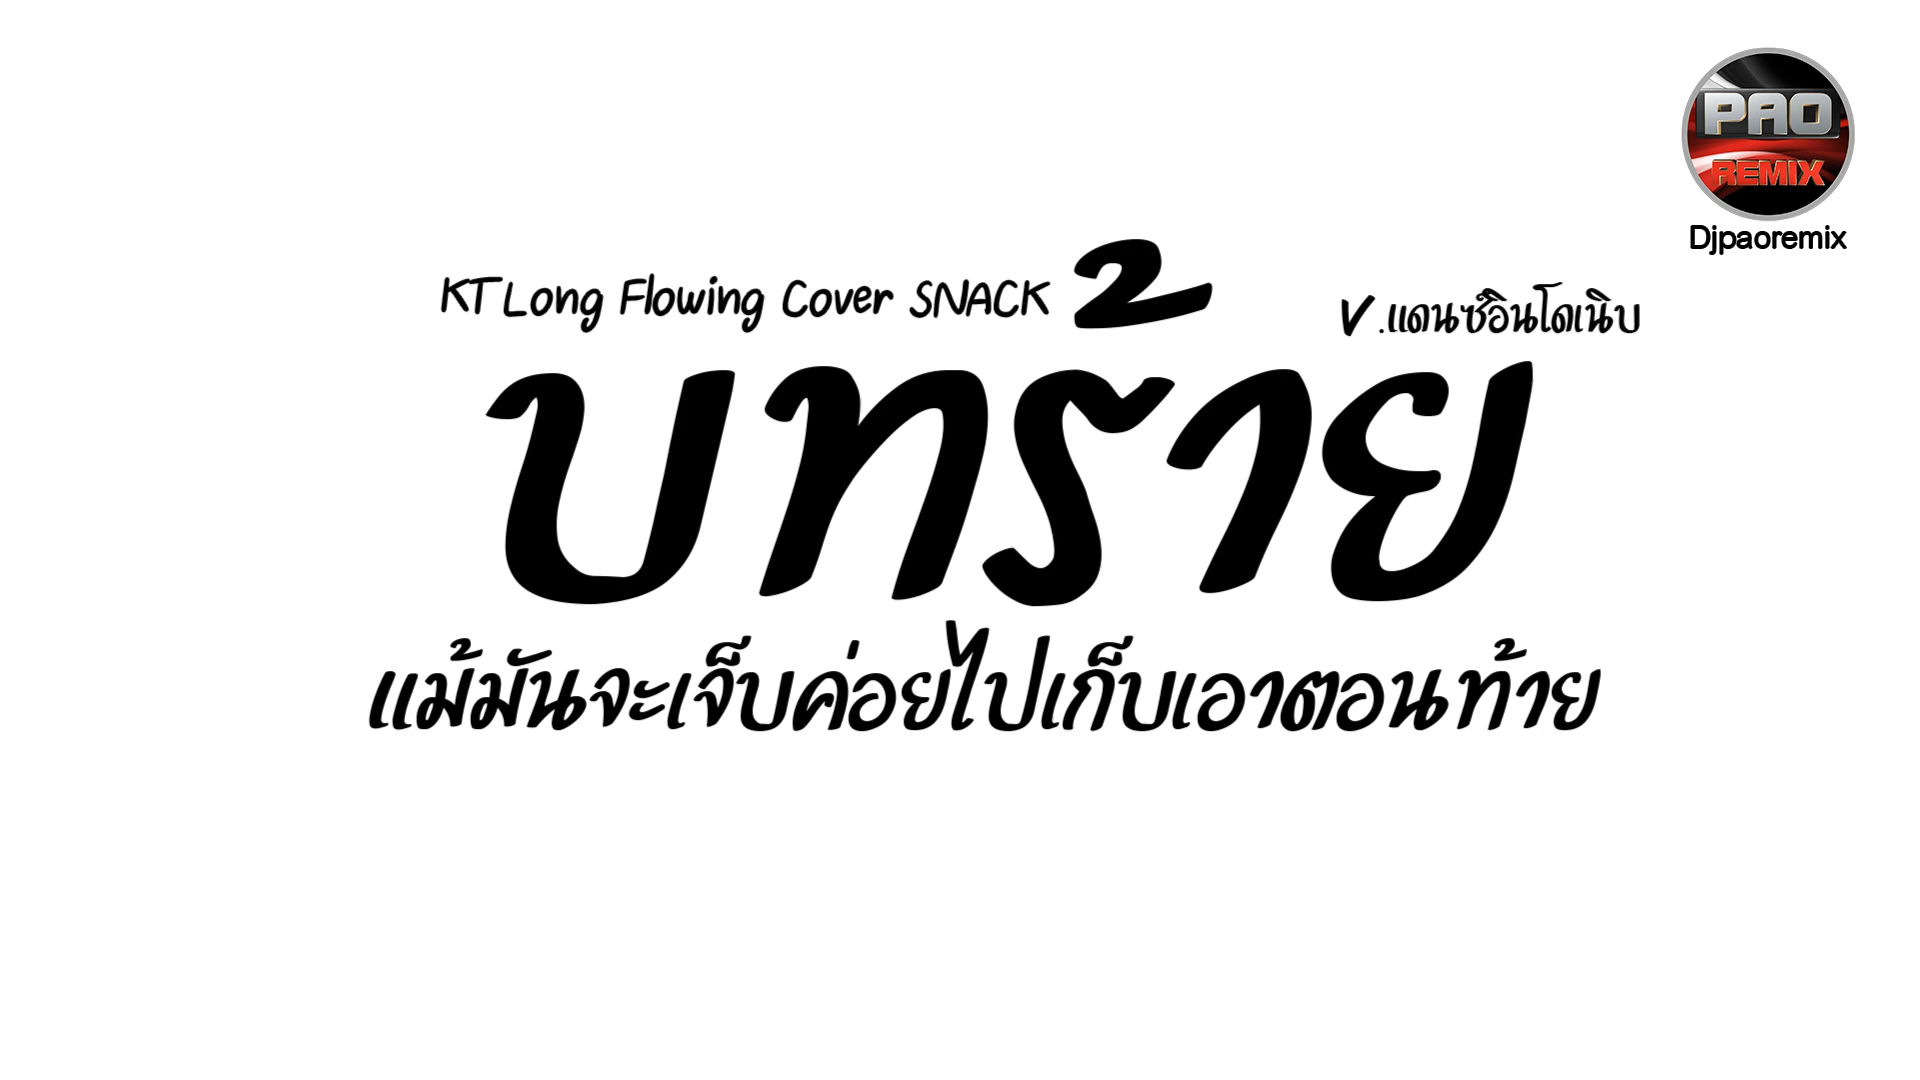 PAO
REMIX
Djpaoremix
KT Long Flowing Cover SNACK
V.แดนซ์อินโดเนิบ
บทร้าย
แม้มันจะเจ็บค่อยไปเก็บเอาตอนท้าย